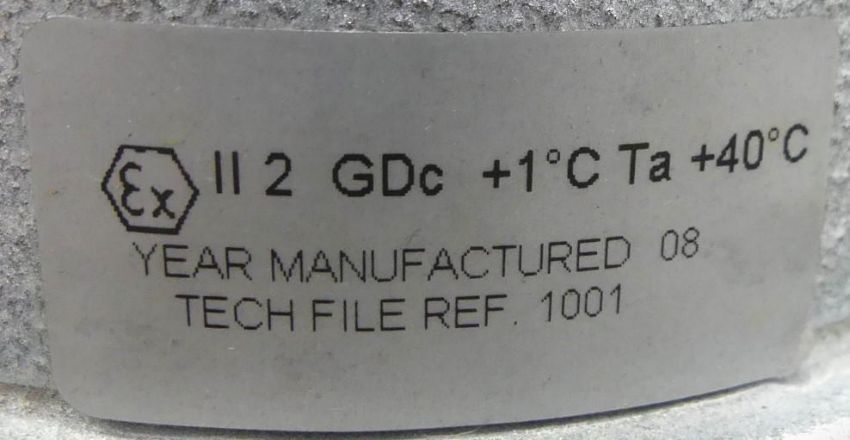 Ex II 2 GDc +1°C Ta +40°C
YEAR MANUFACTURED 08
TECH FILE REF. 1001